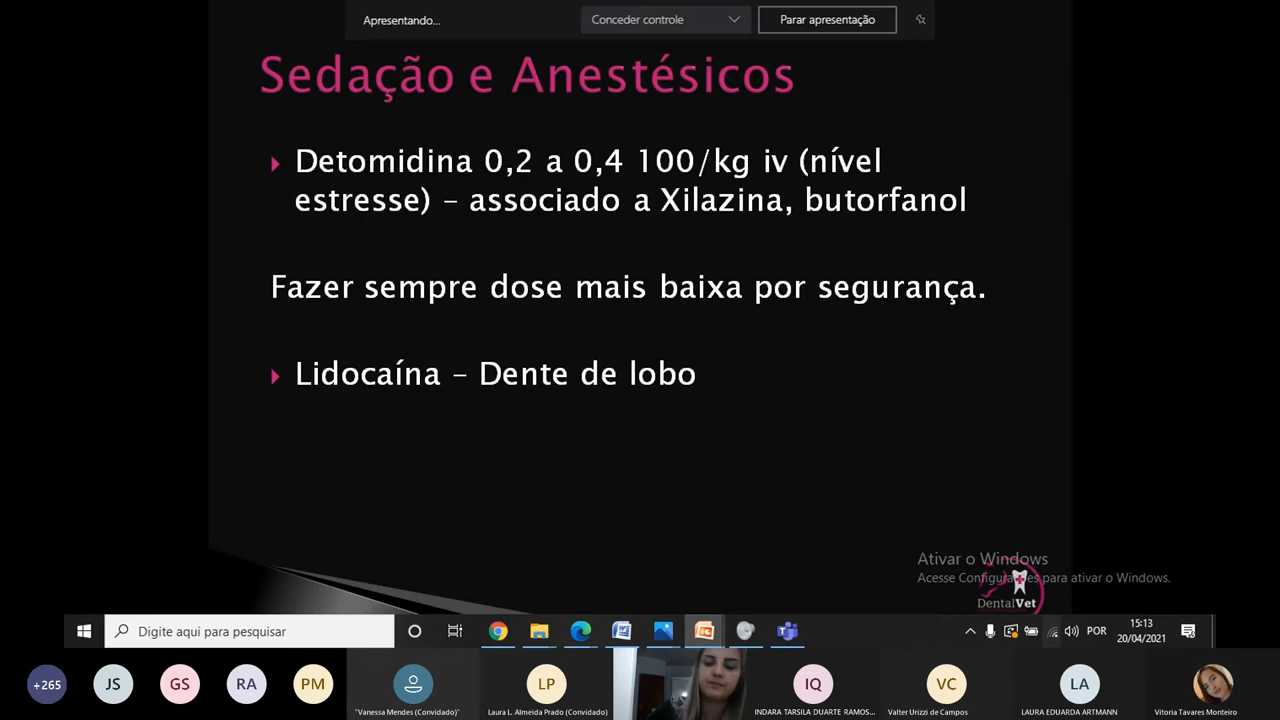 Apresentando...
Conceder controle
Parar apresentação
Sedação e Anestésicos
Detomidina 0,2 a 0,4 100/kg iv (nível
estresse) – associado a Xilazina, butorfanol
Fazer sempre dose mais baixa por segurança.
Lidocaína – Dente de lobo
Ativar o Windows
Acesse Configurações para ativar o Windows.
DentalVet
Digite aqui para pesquisar
POR
15:13
20/04/2021
+265
JS
GS
RA
PM
LP
IQ
VC
LA
"Vanessa Mendes (Convidado)"
Laura L. Almeida Prado (Convidado)
INDARA TARSILA DUARTE RAMOS...
Valter Urizzi de Campos
LAURA EDUARDA ARTMANN
Vitoria Tavares Monteiro